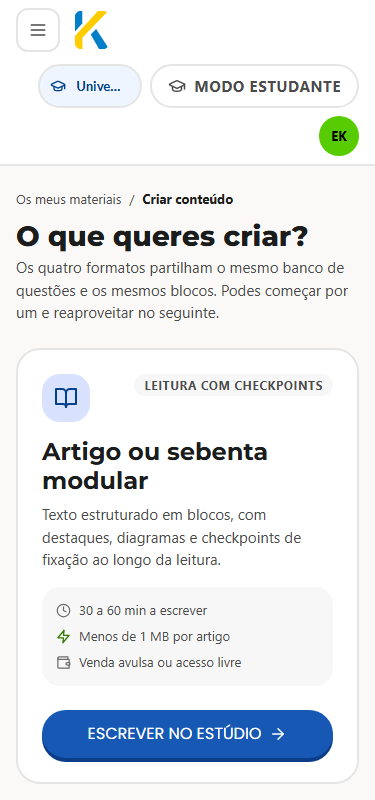 Unive...
MODO ESTUDANTE
EK
Os meus materiais / Criar conteúdo
O que queres criar?
Os quatro formatos partilham o mesmo banco de
questões e os mesmos blocos. Podes começar por
um e reaproveitar no seguinte.
LEITURA COM CHECKPOINTS
Artigo ou sebenta
modular
Texto estruturado em blocos, com
destaques, diagramas e checkpoints de
fixação ao longo da leitura.
30 a 60 min a escrever
Menos de 1 MB por artigo
Venda avulsa ou acesso livre
ESCREVER NO ESTÚDIO →